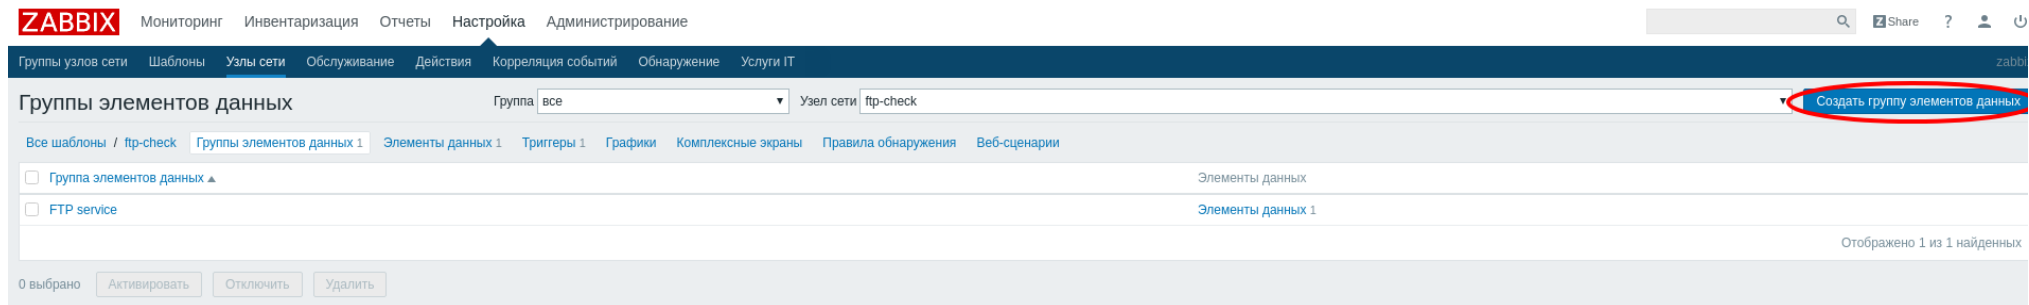 ZABBIX Мониторинг Инвентаризация Отчеты Настройка Администрирование Z Share ?
Группы узлов сети Шаблоны Узлы сети Обслуживание Действия Корреляция событий Обнаружение Услуги IT zabbi
Группы элементов данных Группа все Узел сети ftp-check Создать группу элементов данных
Все шаблоны / ftp-check Группы элементов данных 1 Элементы данных 1 Триггеры 1 Графики Комплексные экраны Правила обнаружения Веб-сценарии
Группа элементов данных Элементы данных
FTP service Элементы данных 1
Отображено 1 из 1 найденных
0 выбрано Активировать Отключить Удалить